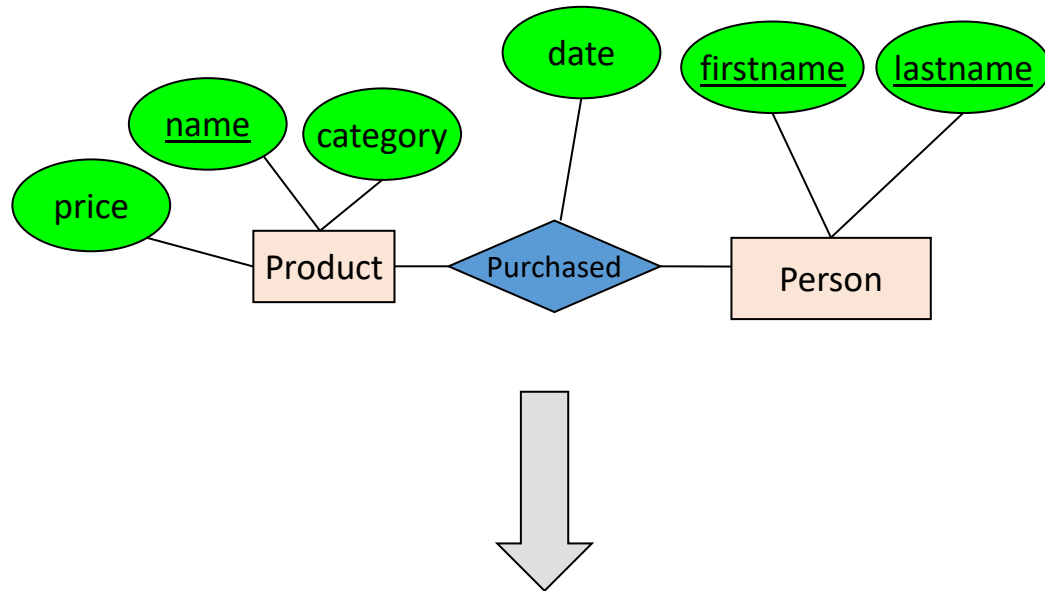 date
firstname
lastname
name
category
price
Product
Purchased
Person